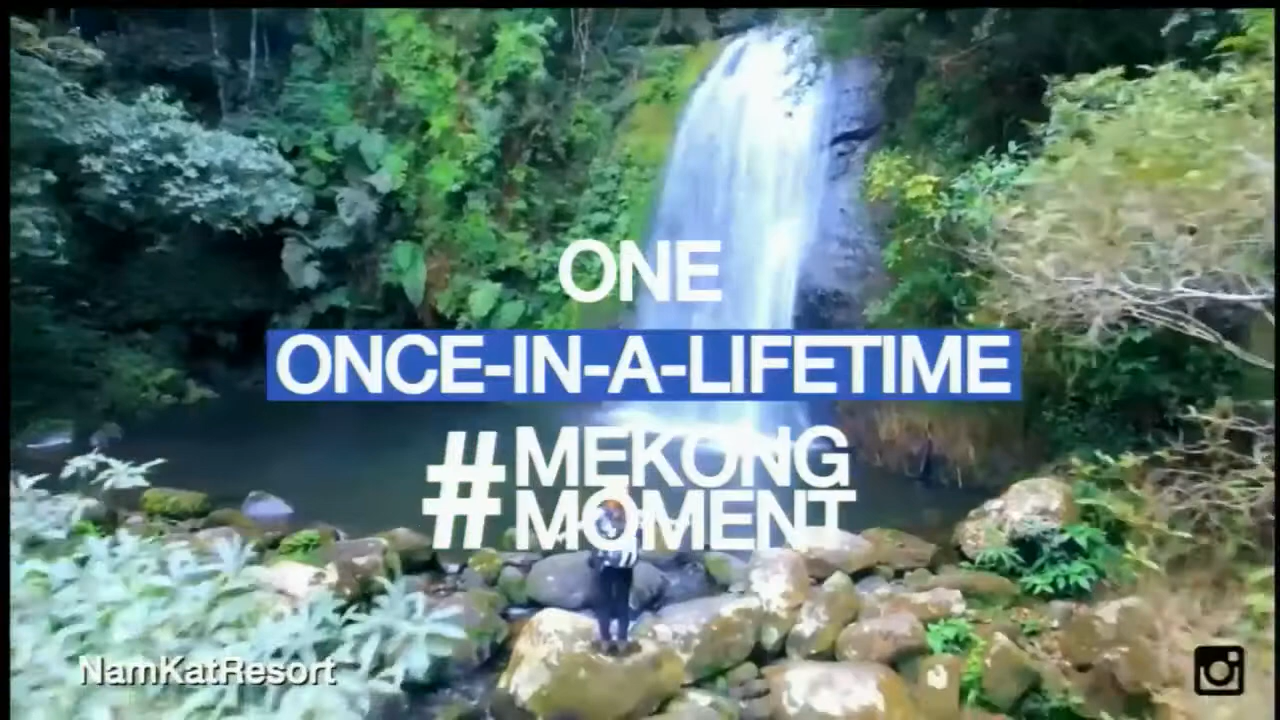 ONE
ONCE-IN-A-LIFETIME
#MEKONG
MOMENT
NamKatResort